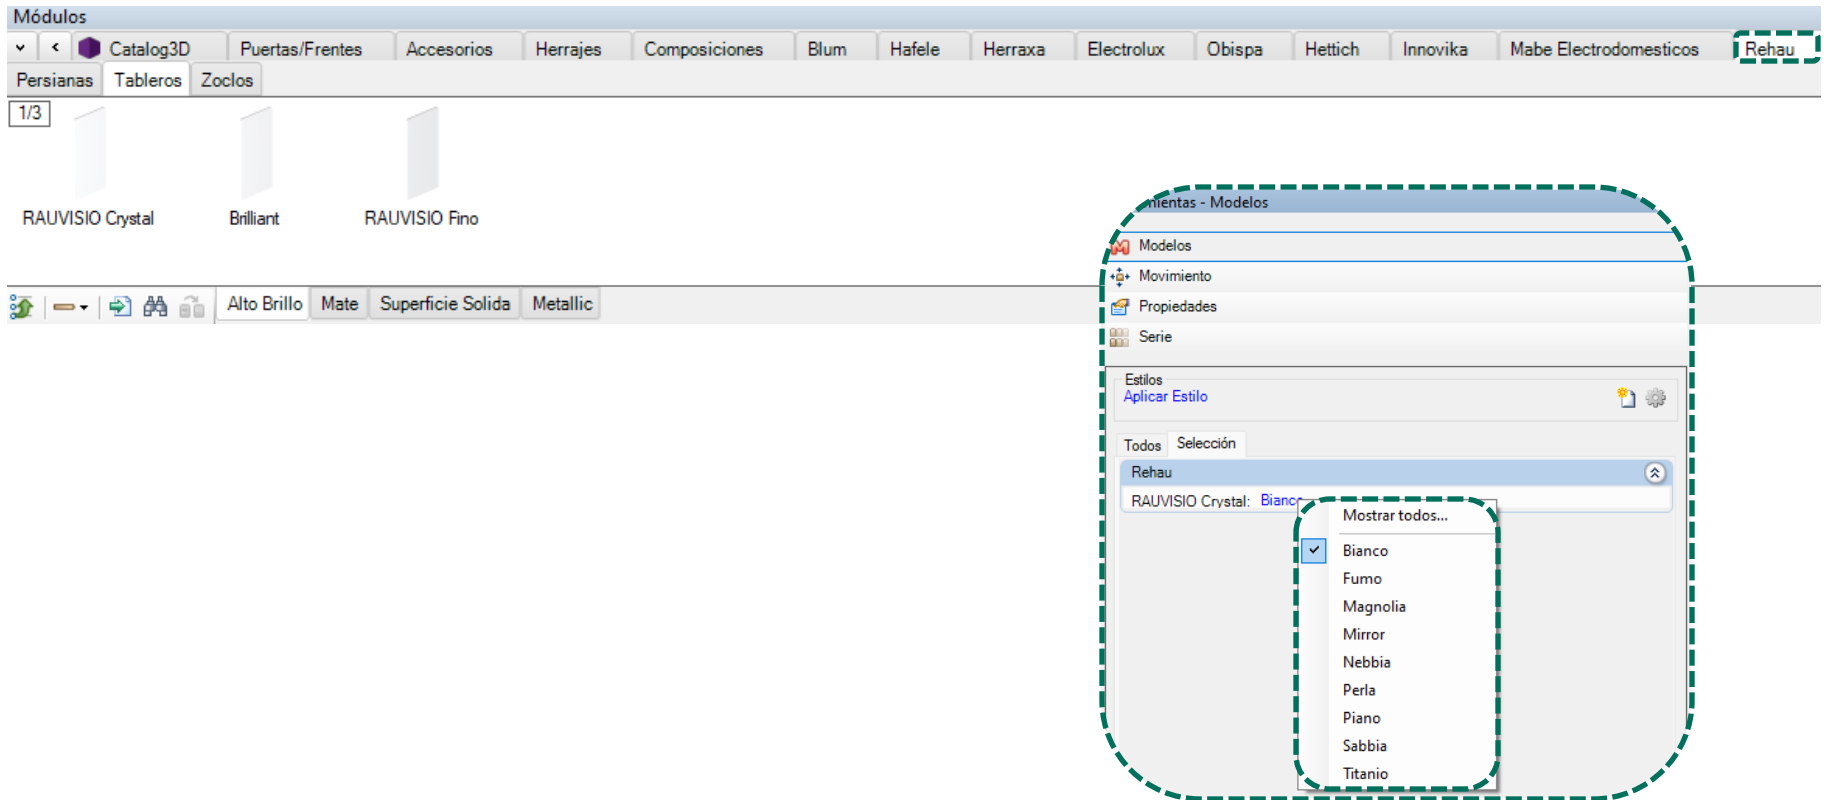 Módulos
Catalog3D Puertas/Frentes Accesorios Herrajes Composiciones Blum Hafele Herraxa Electrolux Obispa Hettich Innovika Mabe Electrodomesticos Rehau
Persianas Tableros Zoclos
1/3
RAUVISIO Crystal Brilliant RAUVISIO Fino
Alto Brillo Mate Superficie Solida Metallic
mientas - Modelos
Modelos
Movimiento
Propiedades
Serie
Estilos
Aplicar Estilo
Todos Selección
Rehau
RAUVISIO Crystal: Bianco
Mostrar todos...
Bianco
Fumo
Magnolia
Mirror
Nebbia
Perla
Piano
Sabbia
Titanio